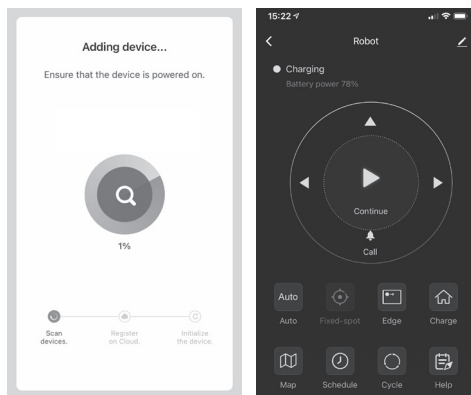 Adding device...
Ensure that the device is powered on.
1%
Scan
devices.
Register
on Cloud.
Initialize
the device.
15:22
Robot
Charging
Battery power 78%
Continue
Call
Auto
Auto
Fixed-spot
Edge
Charge
Map
Schedule
Cycle
Help